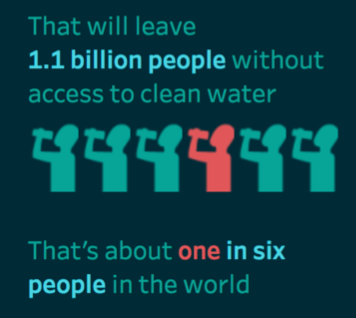 That will leave
1.1 billion people without
access to clean water
That's about one in six
people in the world